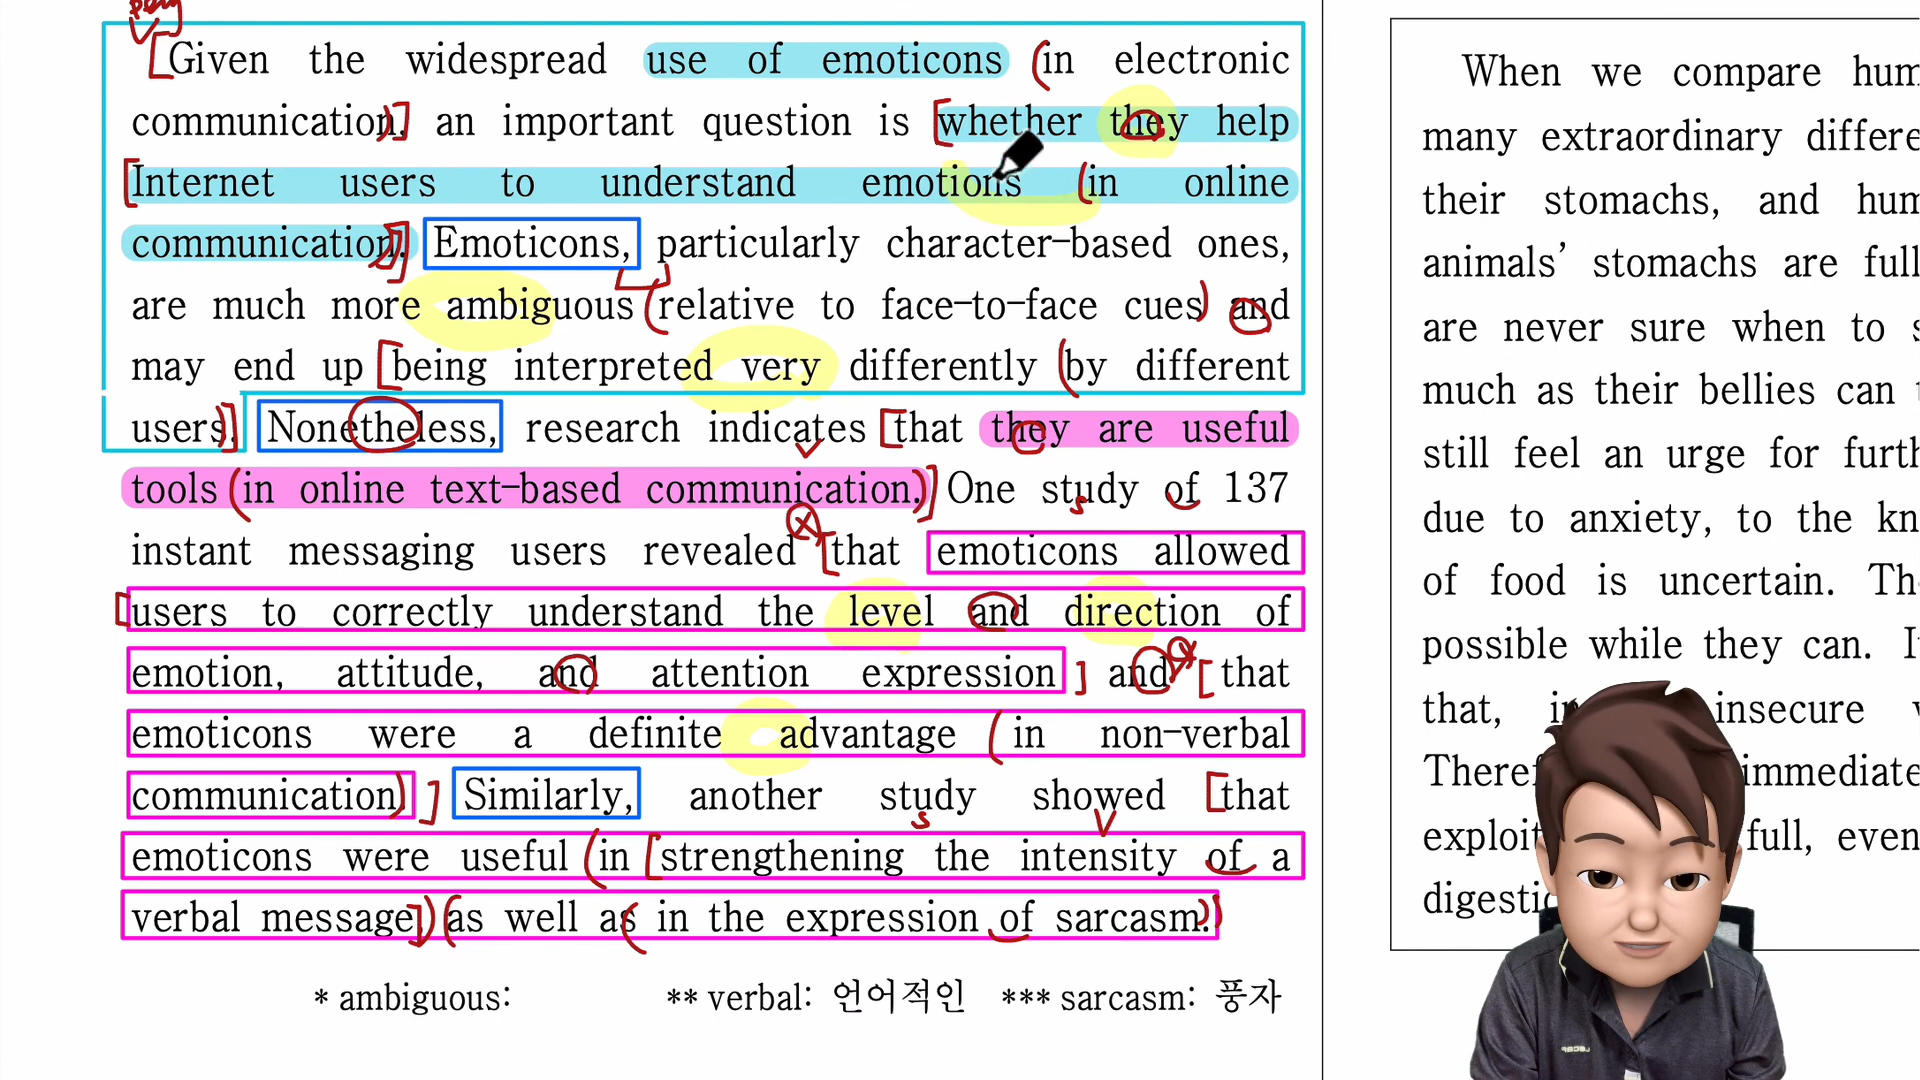 Given the widespread use of emoticons in electronic
communication, an important question is whether they help
Internet users to understand emotions in online
communication. Emoticons, particularly character-based ones,
are much more ambiguous relative to face-to-face cues and
may end up being interpreted very differently by different
users. Nonetheless, research indicates that they are useful
tools in online text-based communication. One study of 137
instant messaging users revealed that emoticons allowed
users to correctly understand the level and direction of
emotion, attitude, and attention expression and that
emoticons were a definite advantage in non-verbal
communication. Similarly, another study showed that
emoticons were useful in strengthening the intensity of a
verbal message as well as in the expression of sarcasm.
* ambiguous: ** verbal: 언어적인 *** sarcasm: 풍자
When we compare hum
many extraordinary differe
their stomachs, and hum
animals' stomachs are full
are never sure when to s
much as their bellies can t
still feel an urge for furth
due to anxiety, to the kn
of food is uncertain. Th
possible while they can. I
that, insecure
immediate
exploit full, even
digesti